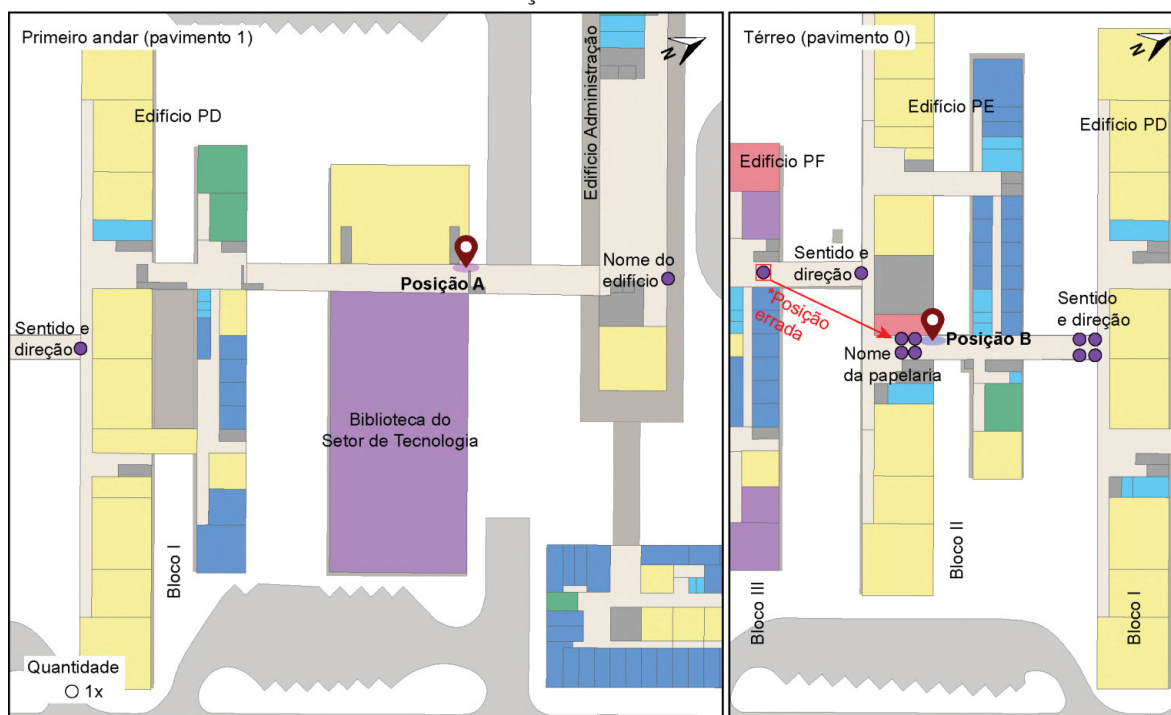 Primeiro andar (pavimento 1)
N
Edifício PD
Edifício Administração
Posição A
Nome do
edifício
Sentido e
direção
Biblioteca do
Setor de Tecnologia
Bloco I
Quantidade
1x
Térreo (pavimento 0)
N
Edifício PE
Edifício PD
Edifício PF
Sentido e
direção
*Posição
errada
Posição B
Sentido
e direção
Nome
da papelaria
Bloco III
Bloco II
Bloco I